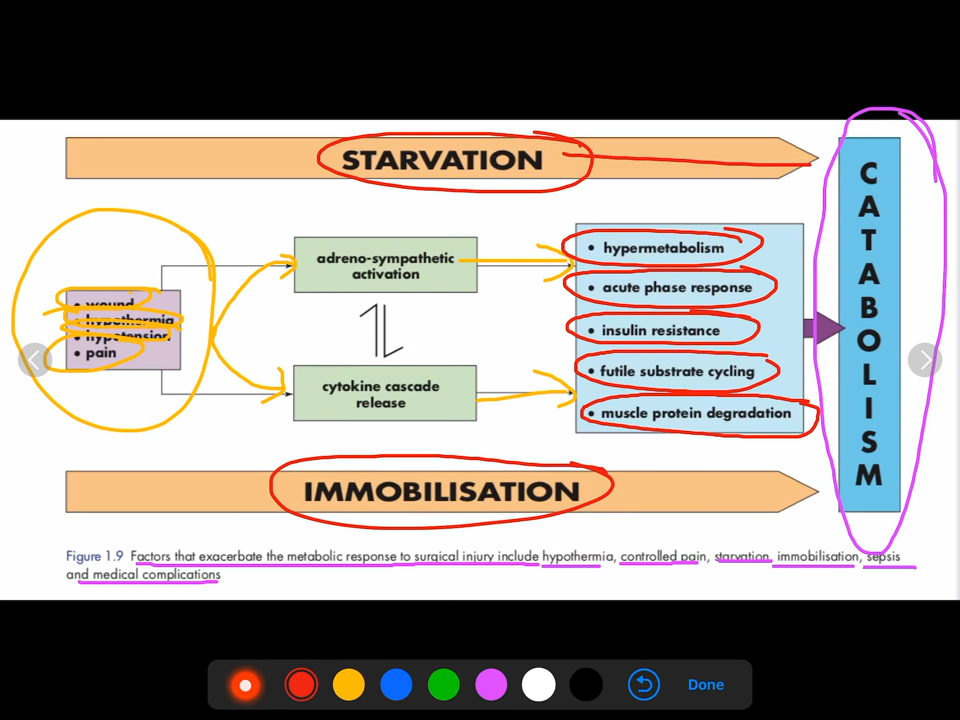 STARVATION
C
A
T
A
B
O
L
I
S
M
• wound
• hypothermia
• hypotension
• pain
adreno-sympathetic
activation
cytokine cascade
release
• hypermetabolism
• acute phase response
• insulin resistance
• futile substrate cycling
• muscle protein degradation
IMMOBILISATION
Figure 1.9 Factors that exacerbate the metabolic response to surgical injury include hypothermia, controlled pain, starvation, immobilisation, sepsis
and medical complications
Done